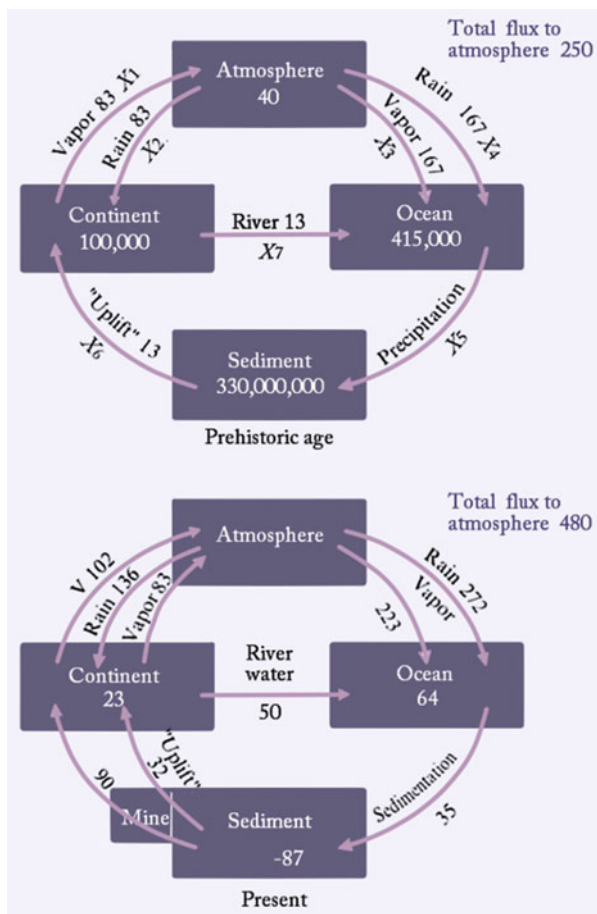 Total flux to
atmosphere 250
Atmosphere
40
Vapor 83 X1
Rain 83
X2.
Rain 167 X4
Vapor 167
X3
Continent
100,000
River 13
X7
Ocean
415,000
"Uplift" 13
X6
Precipitation
X5
Sediment
330,000,000
Prehistoric age
Total flux to
atmosphere 480
Atmosphere
V 102
Rain 136
Vapor 83
Rain 272
Vapor
223
Continent
23
River
water
50
Ocean
64
90
"Uplift"
32
Sedimentation
35
Mine
Sediment
-87
Present